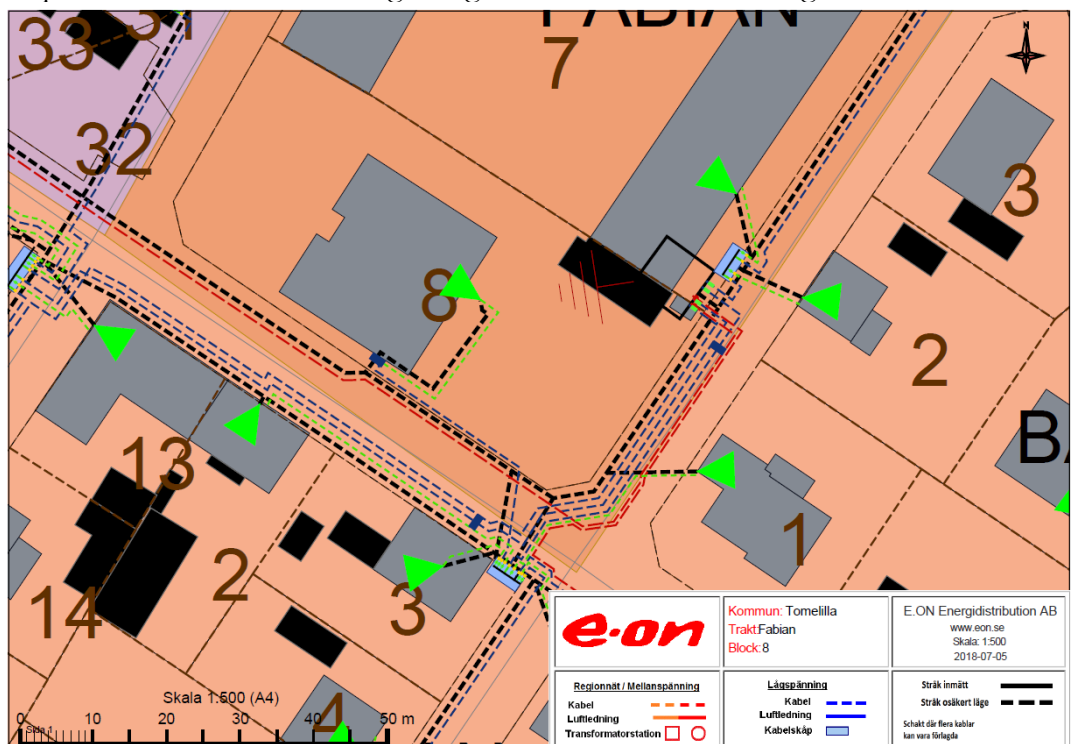 FABIAN
33
31
7
N
32
3
8
2
BA
13
1
2
14
3
4
Skala 1:500 (A4)
0 10 20 30 40 50 m
Sida 1
e·on
Kommun: Tomelilla
Trakt:Fabian
Block: 8
E.ON Energidistribution AB
www.eon.se
Skala: 1:500
2018-07-05
Regionnät / Mellanspänning
Kabel
Luftledning
Transformatorstation
Lågspänning
Kabel
Luftledning
Kabelskåp
Stråk inmätt
Stråk osäkert läge
Schakt där flera kablar
kan vara förlagda